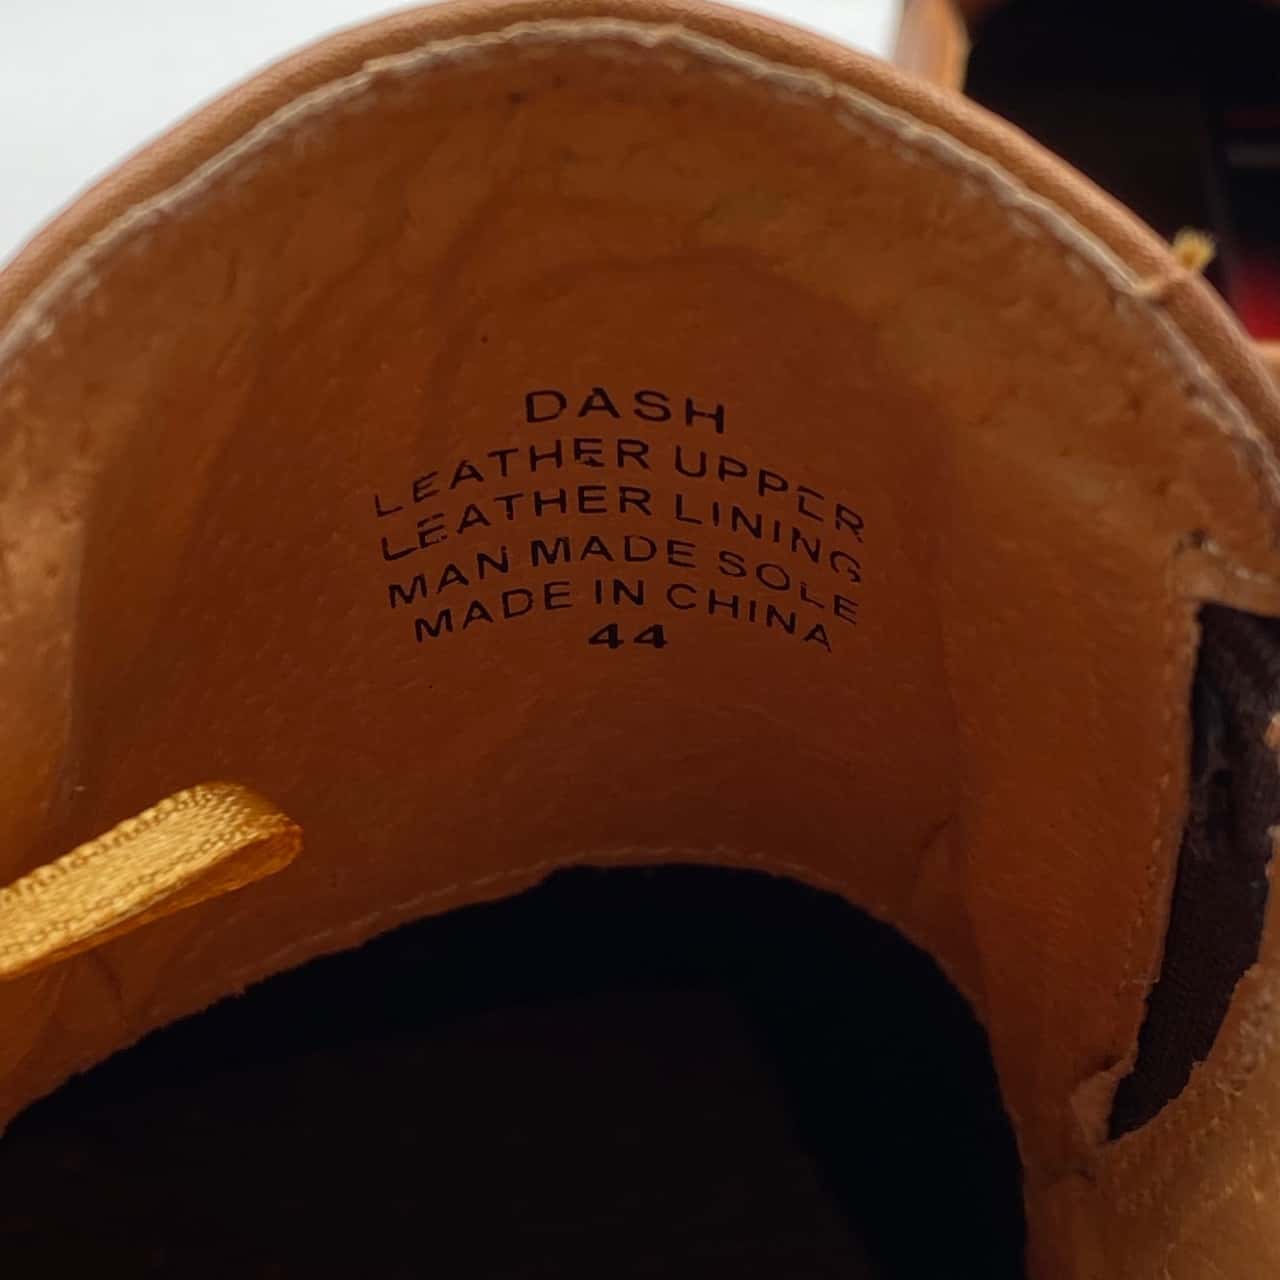 DASH
LEATHER UPPER
LEATHER LINING
MAN MADE SOLE
MADE IN CHINA
44